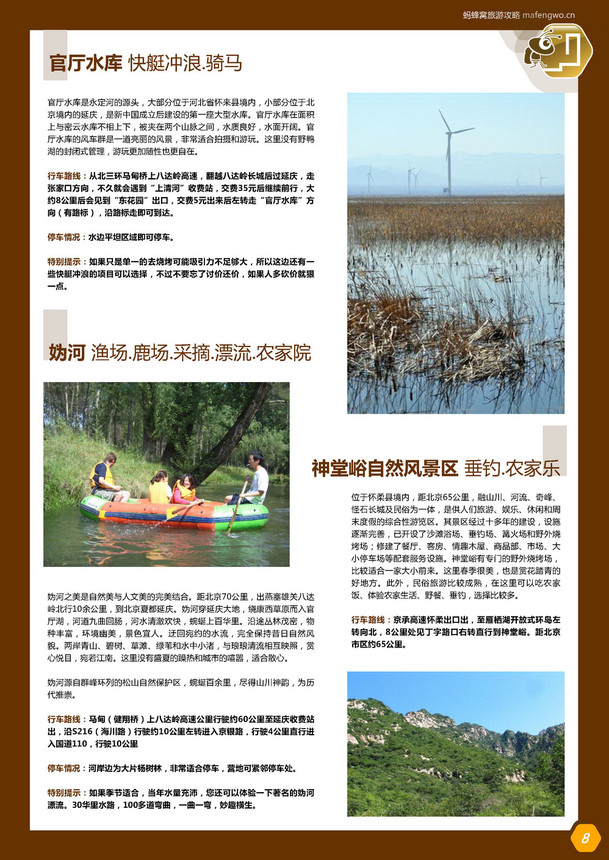 蚂蜂窝旅游攻略 mafengwo.cn
官厅水库 快艇冲浪.骑马
官厅水库是永定河的源头，大部分位于河北省怀来县境内，小部分位于北
京境内的延庆，是新中国成立后建设的第一座大型水库。官厅水库在面积
上与密云水库不相上下，被夹在两个山脉之间，水质良好，水面开阔。官
厅水库的风车群是一道亮丽的风景，非常适合拍摄和游玩。这里没有野鸭
湖的封闭式管理，游玩更加随性也更自在。
行车路线：从北三环马甸桥上八达岭高速，翻越八达岭长城后过延庆，走
张家口方向，不久就会遇到“上清河”收费站，交费35元后继续前行，大
约8公里后会见到“东花园”出口，交费5元出来后左转走“官厅水库”方
向（有路标），沿路标走即可到达。
停车情况：水边平坦区域即可停车。
特别提示：如果只是单一的去烧烤可能吸引力不足够大，所以这边还有一
些快艇冲浪的项目可以选择，不过不要忘了讨价还价，如果人多砍价就狠
一点。
妫河 渔场.鹿场.采摘.漂流.农家院
妫河之美是自然美与人文美的完美结合。距北京70公里，出燕塞雄关八达
岭北行10余公里，到北京夏都延庆。妫河穿延庆大地，绕康西草原而入官
厅湖，河道九曲回肠，河水清澈欢快，蜿蜒上百华里。沿途丛林茂密，物
种丰富，环境幽美，景色宜人。迂回宛约的水流，完全保持昔日自然风
貌。两岸青山、碧树、草滩、绿苇和水中小渚，与琅琅清流相互映照，赏
心悦目，宛若江南。这里没有盛夏的躁热和城市的喧嚣，适合散心。
妫河源自群峰环列的松山自然保护区，蜿蜒百余里，尽得山川神韵，为历
代推崇。
行车路线：马甸（健翔桥）上八达岭高速公里行驶约60公里至延庆收费站
出，沿S216（海川路）行驶约10公里左转进入京银路，行驶4公里直行进
入国道110，行驶10公里
停车情况：河岸边为大片杨树林，非常适合停车，营地可紧邻停车处。
特别提示：如果季节适合，当年水量充沛，您还可以体验一下著名的妫河
漂流。30华里水路，100多道弯曲，一曲一弯，妙趣横生。
神堂峪自然风景区 垂钓.农家乐
位于怀柔县境内，距北京65公里，融山川、河流、奇峰、
怪石长城及民俗为一体，是供人们旅游、娱乐、休闲和周
末度假的综合性游览区。其景区经过十多年的建设，设施
逐渐完善，已开设了沙滩浴场、垂钓场、篝火场和野外烧
烤场；修建了餐厅、客房、情趣木屋、商品部、市场、大
小停车场等配套服务设施。神堂峪有专门的野外烧烤场，
比较适合一家大小前来。这里春季很美，也是赏花踏青的
好地方。此外，民俗旅游比较成熟，在这里可以吃农家
饭、体验农家生活、野餐、垂钓，选择比较多。
行车路线：京承高速怀柔出口出，至雁栖湖开放式环岛左
转向北，8公里处见丁字路口右转直行到神堂峪。距北京
市区约65公里。
8